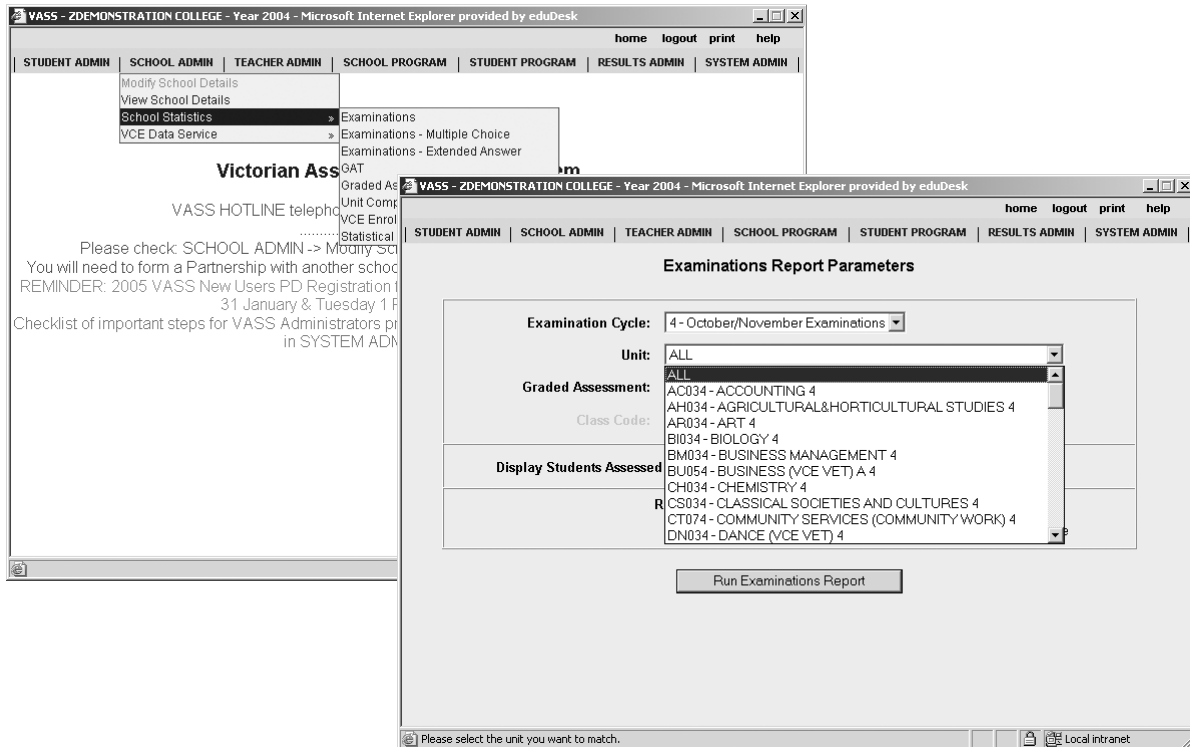 VASS - ZDEMONSTRATION COLLEGE - Year 2004 - Microsoft Internet Explorer provided by eduDesk
home logout print help
STUDENT ADMIN | SCHOOL ADMIN | TEACHER ADMIN | SCHOOL PROGRAM | STUDENT PROGRAM | RESULTS ADMIN | SYSTEM ADMIN |
Modify School Details
View School Details
School Statistics »
VCE Data Service »
Examinations
Examinations - Multiple Choice
Examinations - Extended Answer
GAT
Graded As
Unit Comp
VCE Enrol
Statistical
Victorian Ass
VASS HOTLINE telepho
Please check: SCHOOL ADMIN -> Modify Sc
You will need to form a Partnership with another schoo
REMINDER: 2005 VASS New Users PD Registration
31 January & Tuesday 1 F
Checklist of important steps for VASS Administrators pr
in SYSTEM ADM
VASS - ZDEMONSTRATION COLLEGE - Year 2004 - Microsoft Internet Explorer provided by eduDesk
home logout print help
| STUDENT ADMIN | SCHOOL ADMIN | TEACHER ADMIN | SCHOOL PROGRAM | STUDENT PROGRAM | RESULTS ADMIN | SYSTEM ADMIN |
Examinations Report Parameters
Examination Cycle: 4 - October/November Examinations
Unit: ALL
Graded Assessment:
Class Code:
Display Students Assessed
R
ALL
AC034 - ACCOUNTING 4
AH034 - AGRICULTURAL&HORTICULTURAL STUDIES 4
AR034 - ART 4
BI034 - BIOLOGY 4
BM034 - BUSINESS MANAGEMENT 4
BU054 - BUSINESS (VCE VET) A 4
CH034 - CHEMISTRY 4
CS034 - CLASSICAL SOCIETIES AND CULTURES 4
CT074 - COMMUNITY SERVICES (COMMUNITY WORK) 4
DN034 - DANCE (VCE VET) 4
Run Examinations Report
Please select the unit you want to match.
Local intranet